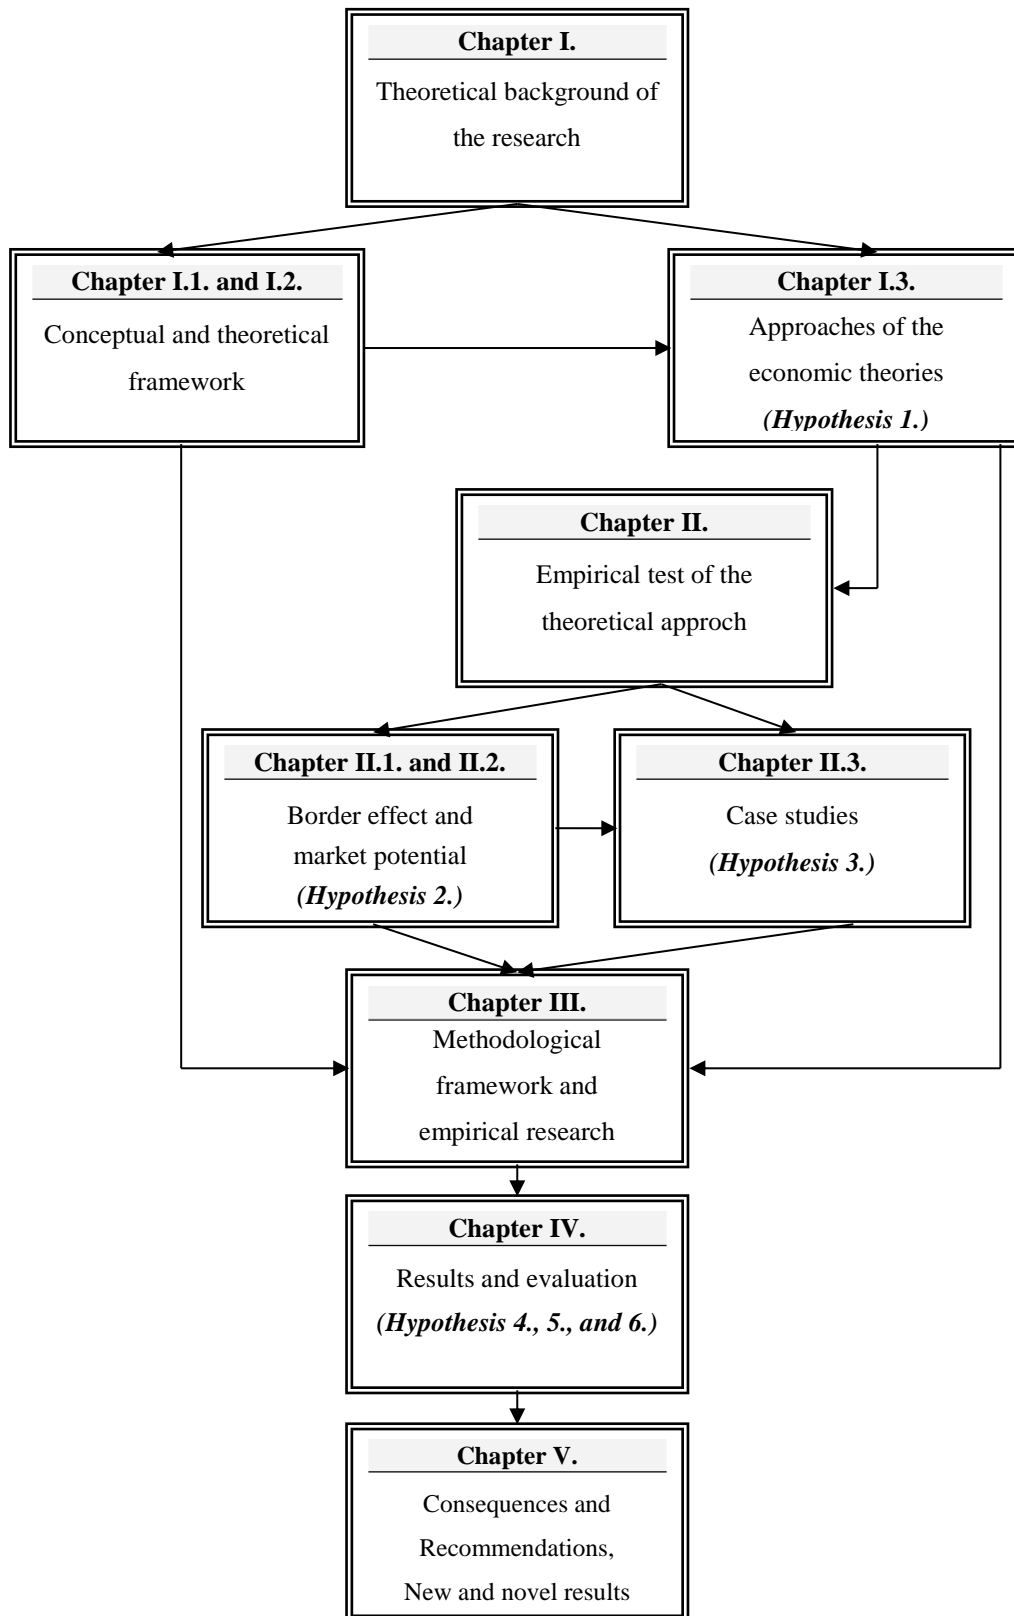 Chapter I.
Theoretical background of
the research
Chapter I.1. and I.2.
Conceptual and theoretical
framework
Chapter I.3.
Approaches of the
economic theories
(Hypothesis 1.)
Chapter II.
Empirical test of the
theoretical approch
Chapter II.1. and II.2.
Border effect and
market potential
(Hypothesis 2.)
Chapter II.3.
Case studies
(Hypothesis 3.)
Chapter III.
Methodological
framework and
empirical research
Chapter IV.
Results and evaluation
(Hypothesis 4., 5., and 6.)
Chapter V.
Consequences and
Recommendations,
New and novel results